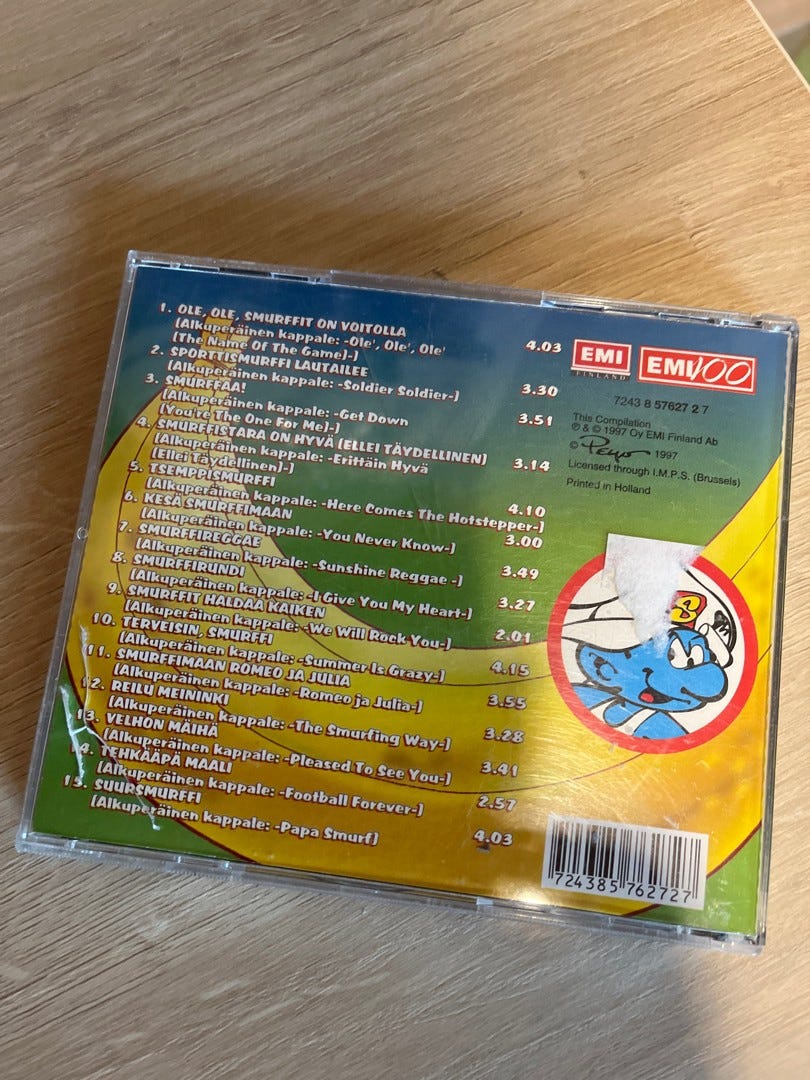 1. OLE, OLE, SMURFFIT ON VOITOLLA
(Alkuperäinen kappale: -Ole', Ole', Ole'
(The Name Of The Game)-) 4.03
2. SPORTTISMURFFI LAUTAILEE
(Alkuperäinen kappale: -Soldier Soldier-) 3.30
3. SMURFFAA!
(Alkuperäinen kappale: -Get Down
(You're The One For Me)-) 3.51
4. SMURFFISTARA ON HYVÄ (ELLEI TÄYDELLINEN)
(Alkuperäinen kappale: -Erittäin Hyvä
(Ellei Täydellinen)-) 3.14
5. TSEMPPISMURFFI
(Alkuperäinen kappale: -Here Comes The Hotstepper-) 4.10
6. KESÄ SMURFFIMAAN
(Alkuperäinen kappale: -You Never Know-) 3.00
7. SMURFFIREGGAE
(Alkuperäinen kappale: -Sunshine Reggae -) 3.49
8. SMURFFIRUNDI
(Alkuperäinen kappale: -I Give You My Heart-) 3.27
9. SMURFFIT HALDAA KAIKEN
(Alkuperäinen kappale: -We Will Rock You-) 2.01
10. TERVEISIN, SMURFFI
(Alkuperäinen kappale: -Summer Is Grazy-) 4.15
11. SMURFFIMAAN ROMEO JA JULIA
(Alkuperäinen kappale: -Romeo ja Julia-) 3.55
12. REILU MEININKI
(Alkuperäinen kappale: -The Smurfing Way-) 3.28
13. VELHON MÄIHÄ
(Alkuperäinen kappale: -Pleased To See You-) 3.41
14. TEHKÄÄPÄ MAALI
(Alkuperäinen kappale: -Football Forever-) 2.57
15. SUURSMURFFI
(Alkuperäinen kappale: -Papa Smurf) 4.03
EMI
FINLAND
EMI VOO
7243 8 57627 2 7
This Compilation
℗ & © 1997 Oy EMI Finland Ab
© Peyo 1997
Licensed through I.M.P.S. (Brussels)
Printed in Holland
S
724385 762727